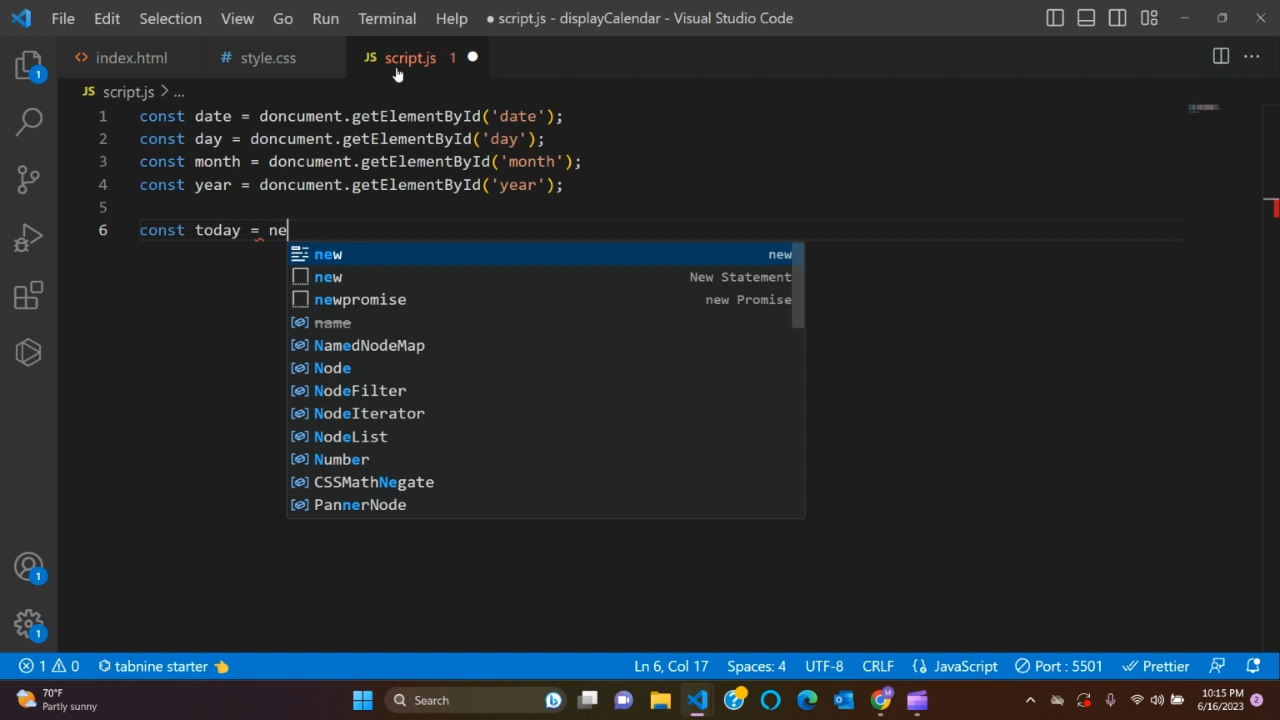 File Edit Selection View Go Run Terminal Help ● script.js - displayCalendar - Visual Studio Code
<> index.html # style.css JS script.js 1 ●
JS script.js > ...
1 const date = doncument.getElementById('date');
2 const day = doncument.getElementById('day');
3 const month = doncument.getElementById('month');
4 const year = doncument.getElementById('year');
5
6 const today = ne
new new
new New Statement
newpromise new Promise
name
NamedNodeMap
Node
NodeFilter
NodeIterator
NodeList
Number
CSSMathNegate
PannerNode
1
1
1
1 0 tabnine starter 👈 Ln 6, Col 17 Spaces: 4 UTF-8 CRLF {} JavaScript Port : 5501 Prettier
70°F
Partly sunny
Search
10:15 PM
6/16/2023
2